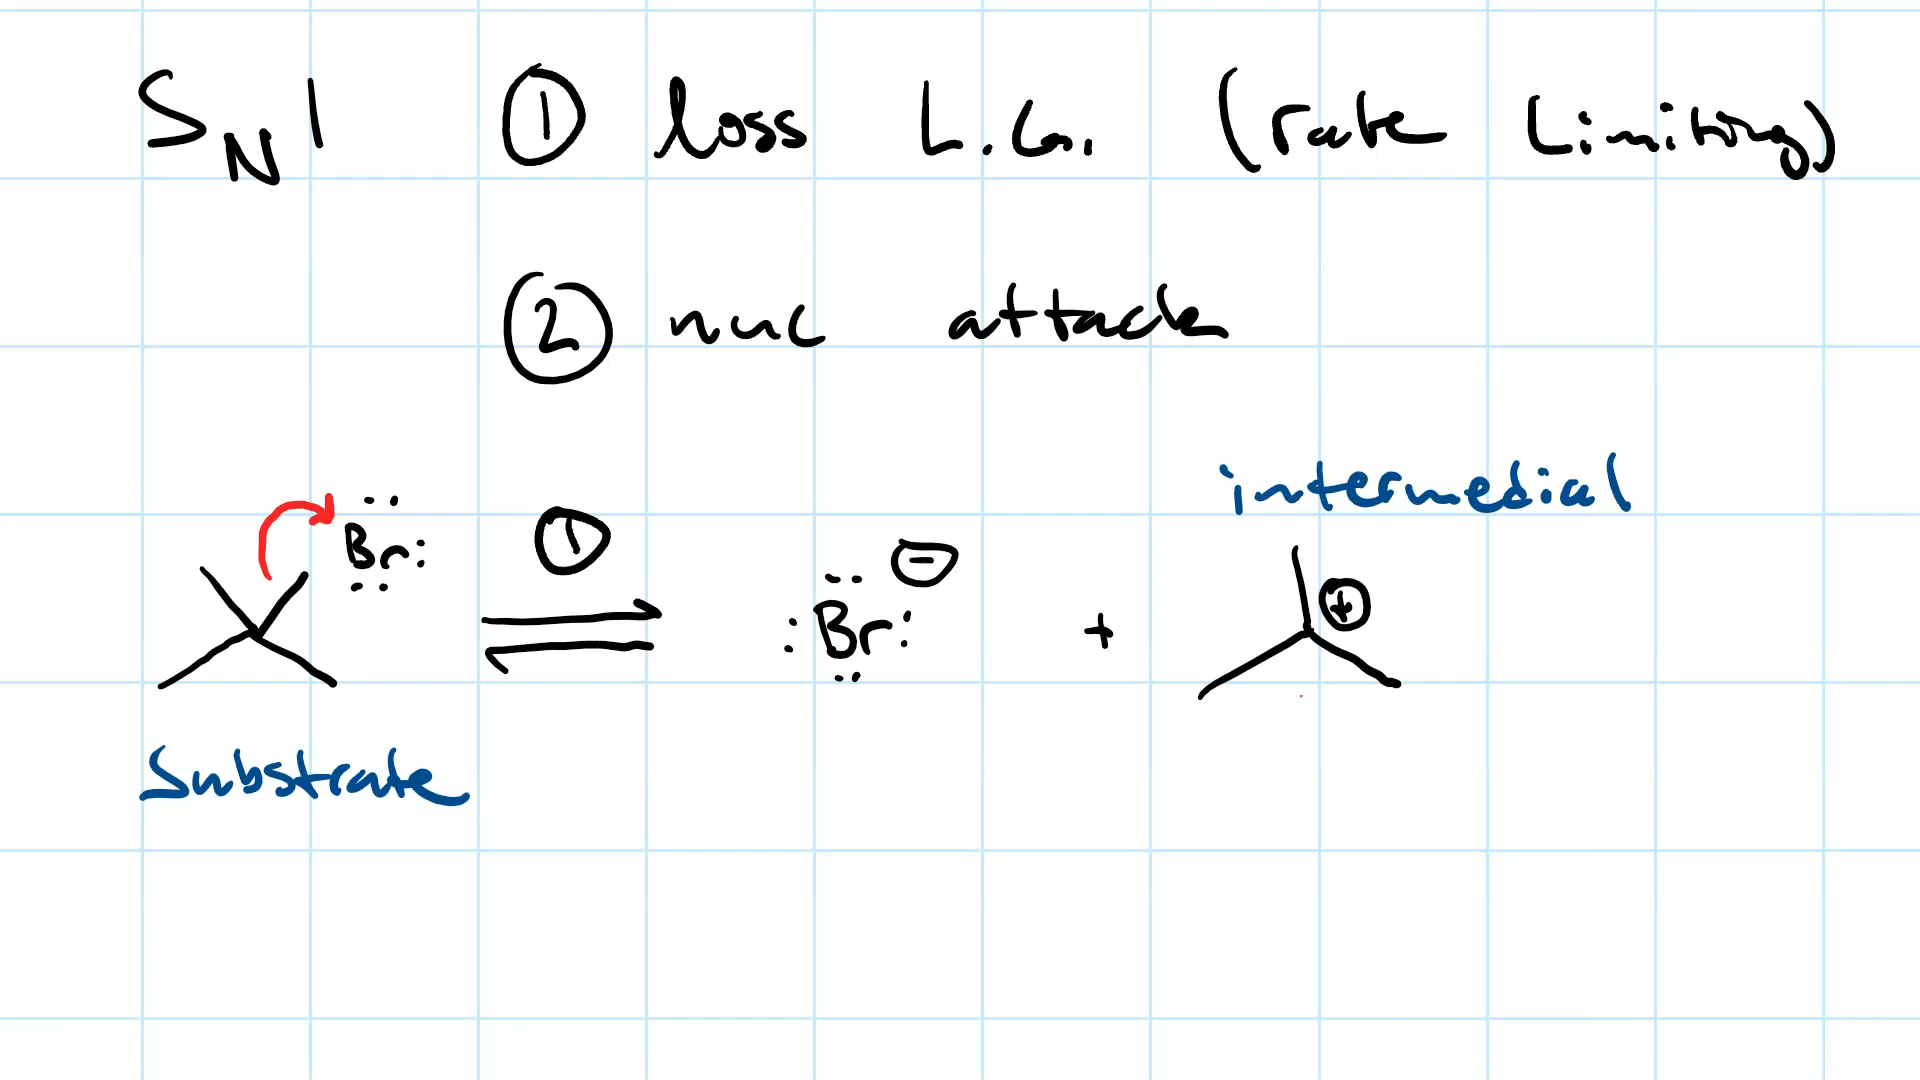 SN1 ① loss L.G. (rate Limiting)
② nuc attack
intermedial
:Br: ① :Br: ⊖ + ⊕
Substrate